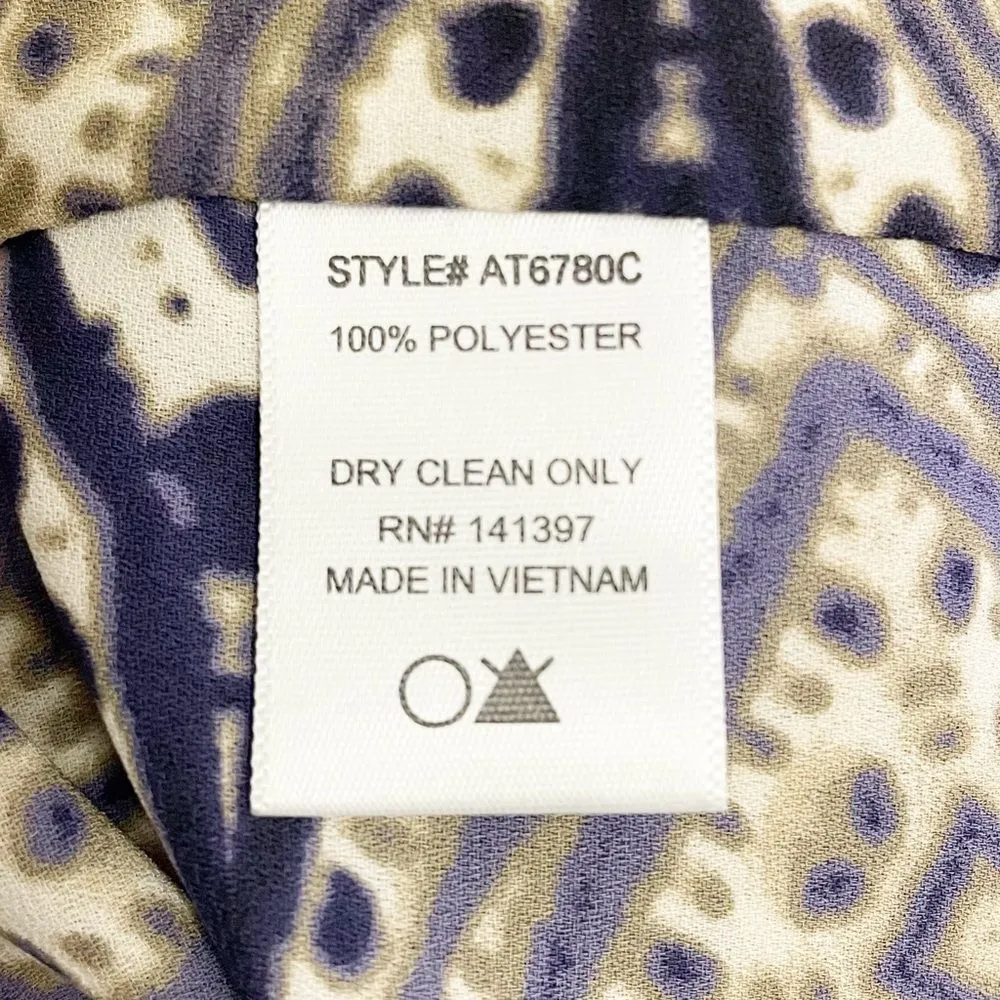 STYLE# AT6780C
100% POLYESTER
DRY CLEAN ONLY
RN# 141397
MADE IN VIETNAM